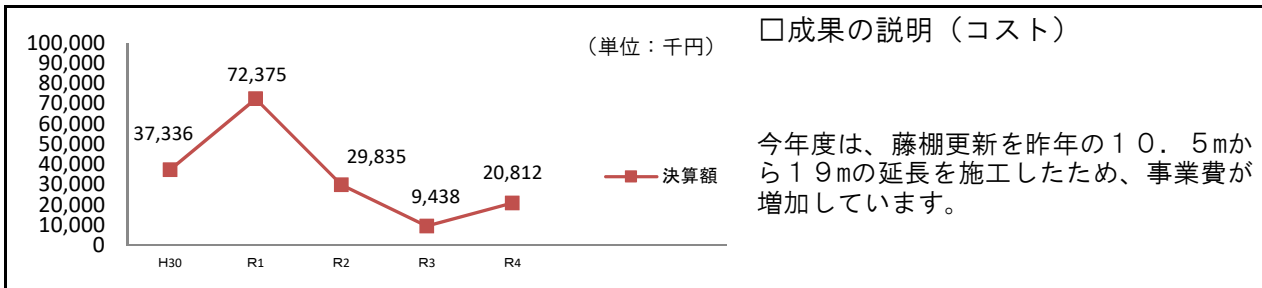 100,000
90,000
80,000
70,000
60,000
50,000
40,000
30,000
20,000
10,000
0
（単位：千円）
37,336
72,375
29,835
9,438
20,812
決算額
H30
R1
R2
R3
R4
□成果の説明（コスト）
今年度は、藤棚更新を昨年の１０．５ｍか
ら１９ｍの延長を施工したため、事業費が
増加しています。